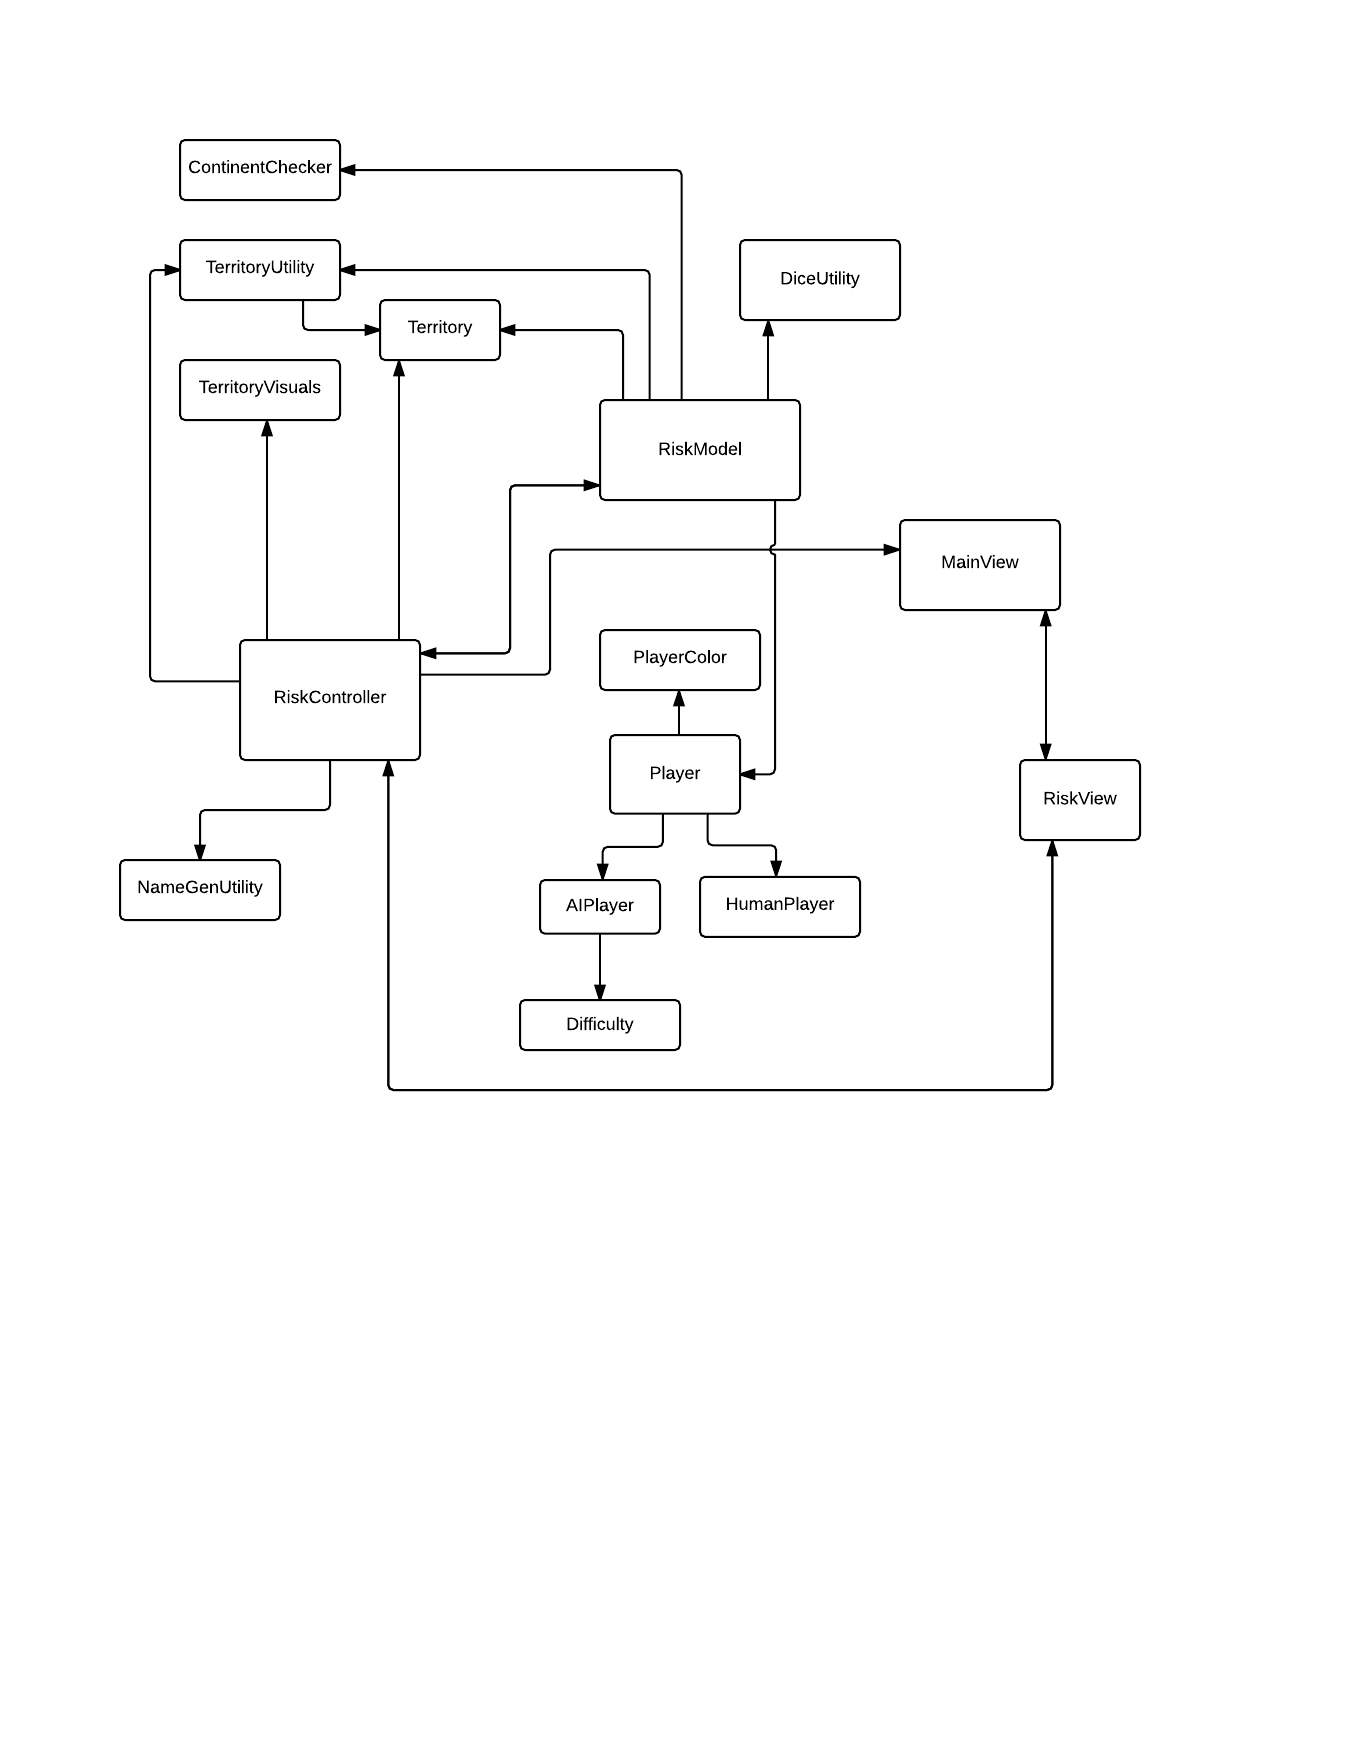 ContinentChecker
TerritoryUtility
DiceUtility
Territory
TerritoryVisuals
RiskModel
MainView
PlayerColor
RiskController
Player
RiskView
NameGenUtility
AIPlayer
HumanPlayer
Difficulty